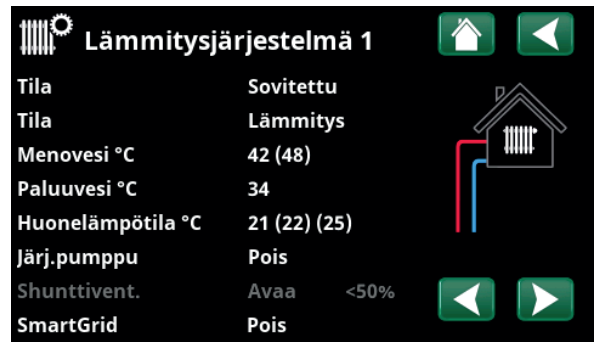 Lämmitysjärjestelmä 1
Tila Sovitettu
Tila Lämmitys
Menovesi °C 42 (48)
Paluuvesi °C 34
Huonelämpötila °C 21 (22) (25)
Järj.pumppu Pois
Shunttivent. Avaa <50%
SmartGrid Pois